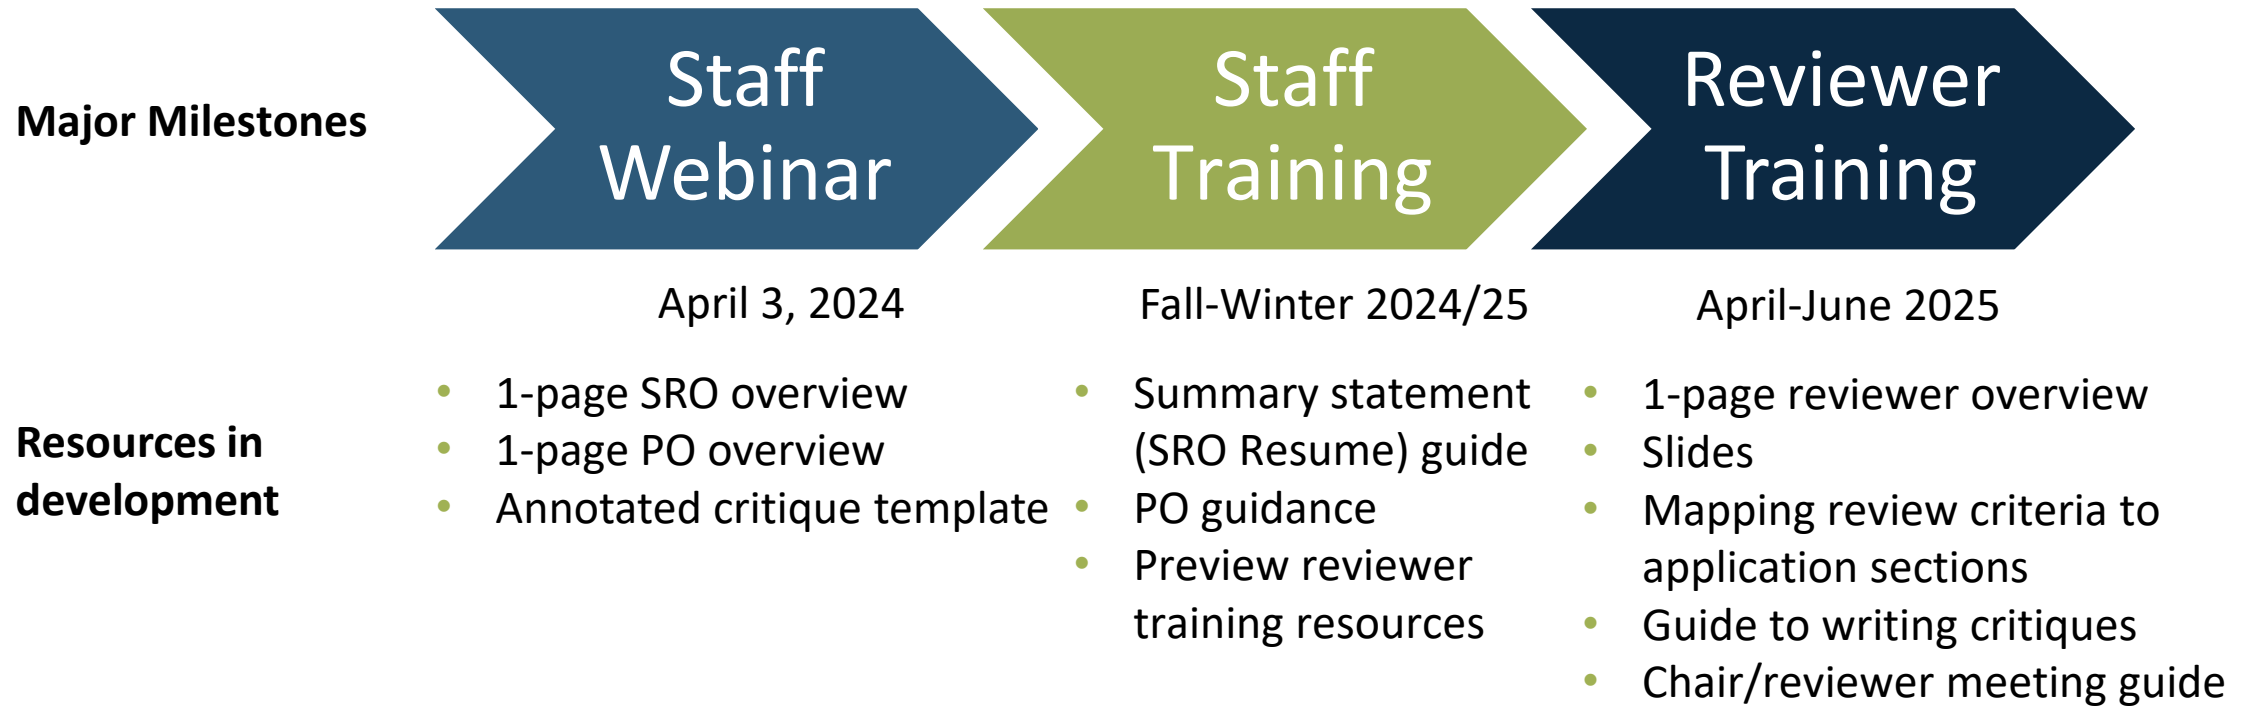 Major Milestones
Staff
Webinar
Staff
Training
Reviewer
Training
April 3, 2024
Fall-Winter 2024/25
April-June 2025
Resources in
development
• 1-page SRO overview
• 1-page PO overview
• Annotated critique template
• Summary statement
(SRO Resume) guide
• PO guidance
• Preview reviewer
training resources
• 1-page reviewer overview
• Slides
• Mapping review criteria to
application sections
• Guide to writing critiques
• Chair/reviewer meeting guide